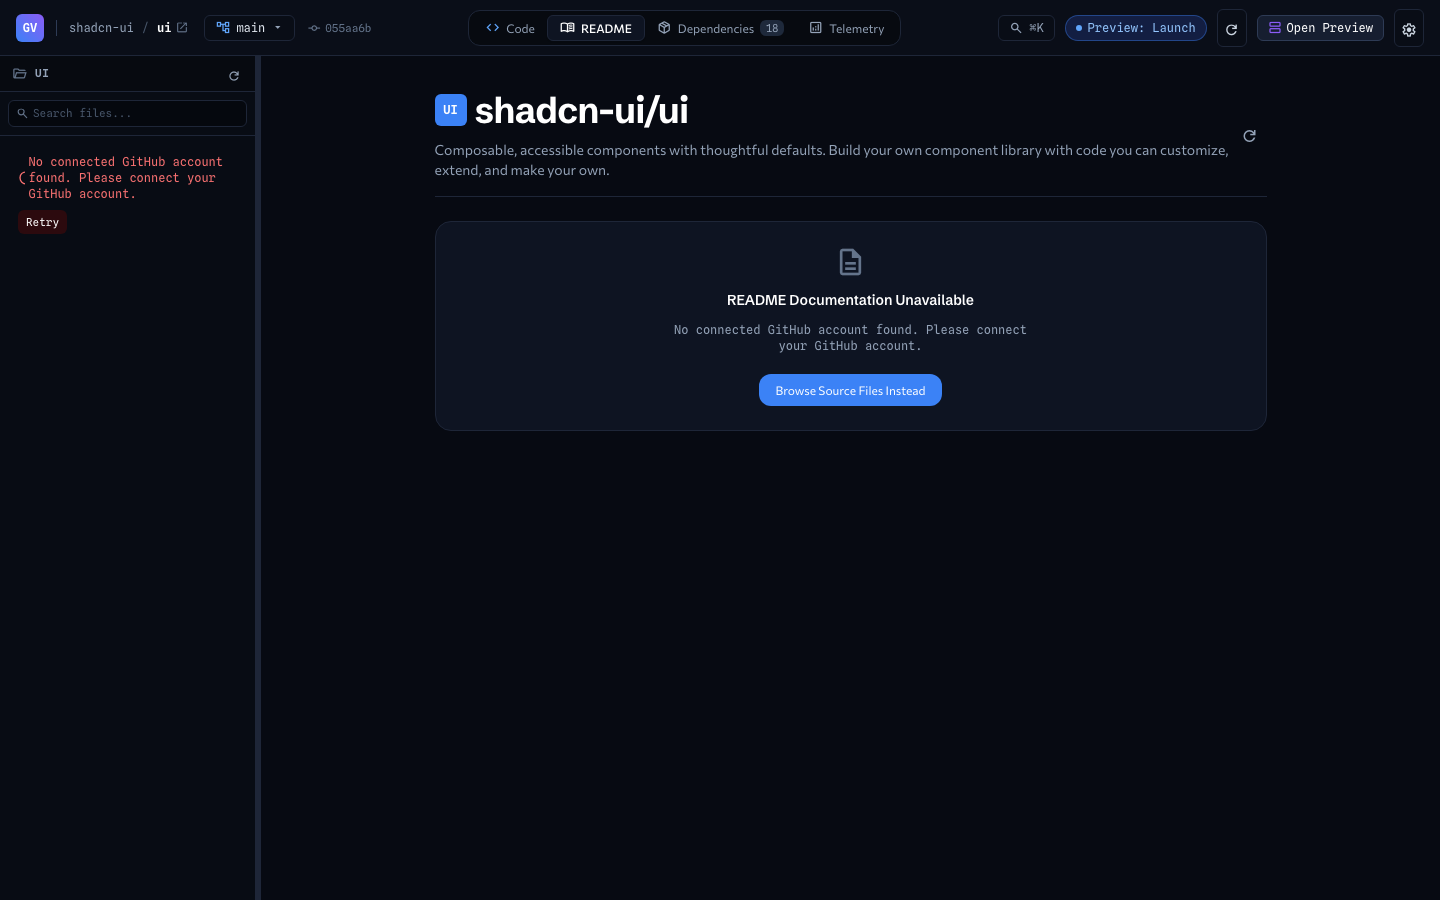 GV shadcn-ui / ui main 055aa6b Code README Dependencies 18 Telemetry ⌘K Preview: Launch Open Preview
UI
Search files...
No connected GitHub account
found. Please connect your
GitHub account.
Retry
UI shadcn-ui/ui
Composable, accessible components with thoughtful defaults. Build your own component library with code you can customize,
extend, and make your own.
README Documentation Unavailable
No connected GitHub account found. Please connect
your GitHub account.
Browse Source Files Instead